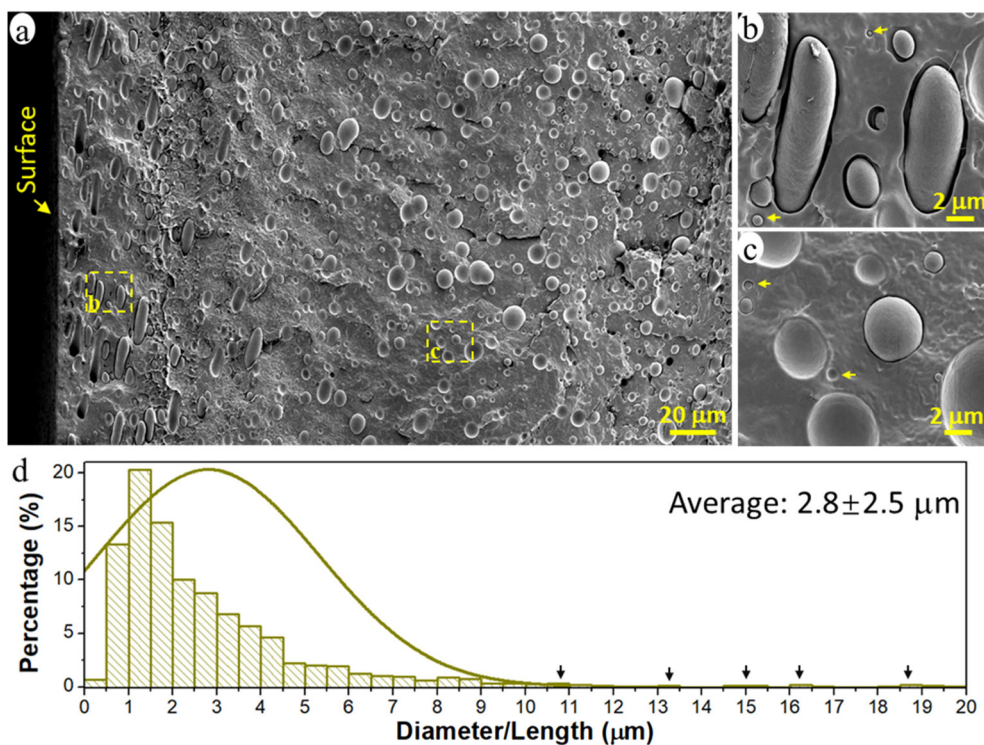 a
Surface
b
c
20 μm
b
2 μm
c
2 μm
d
Average: 2.8±2.5 μm
Percentage (%)
20
15
10
5
0
0 1 2 3 4 5 6 7 8 9 10 11 12 13 14 15 16 17 18 19 20
Diameter/Length (μm)